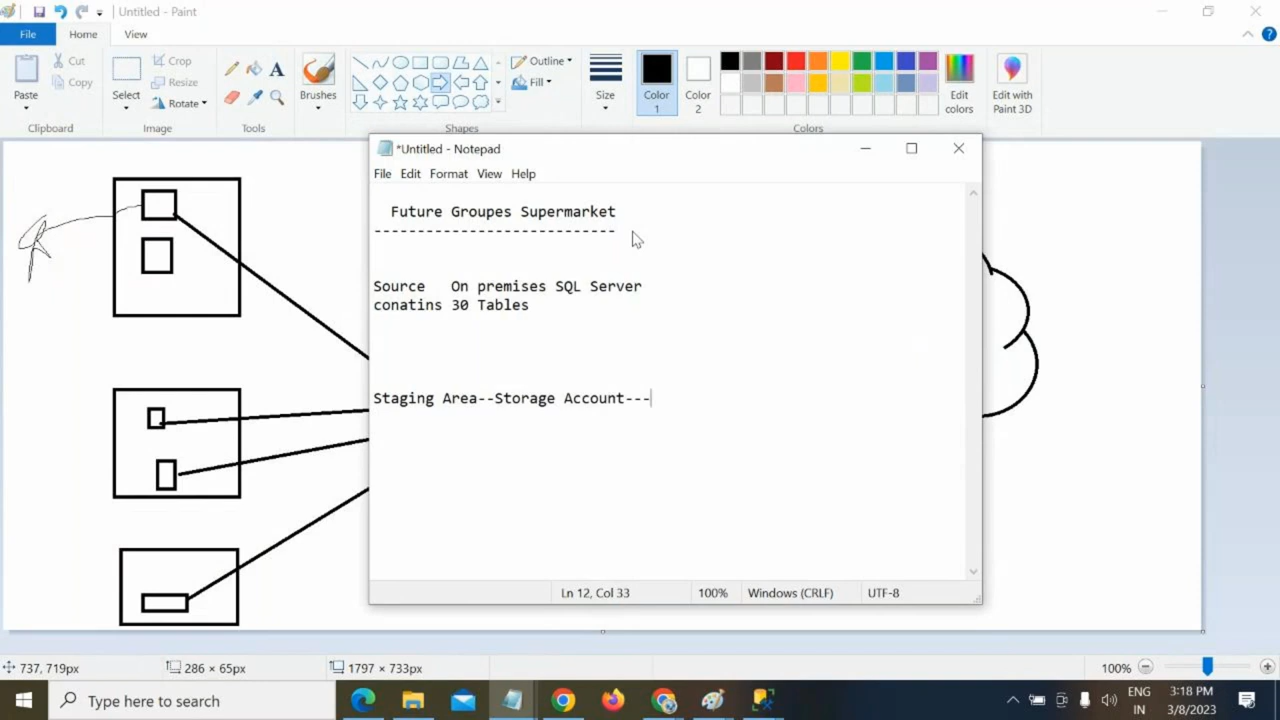 Untitled - Paint
File
Home
View
Paste
Cut
Copy
Clipboard
Select
Crop
Resize
Rotate
Image
Tools
Brushes
Outline
Fill
Shapes
Size
Color
1
Color
2
Edit
colors
Edit with
Paint 3D
Colors
*Untitled - Notepad
File Edit Format View Help
Future Groupes Supermarket
----------------------------
Source On premises SQL Server
conatins 30 Tables
Staging Area--Storage Account---
Ln 12, Col 33
100%
Windows (CRLF)
UTF-8
737, 719px
286 × 65px
1797 × 733px
100%
Type here to search
ENG
IN
3:18 PM
3/8/2023